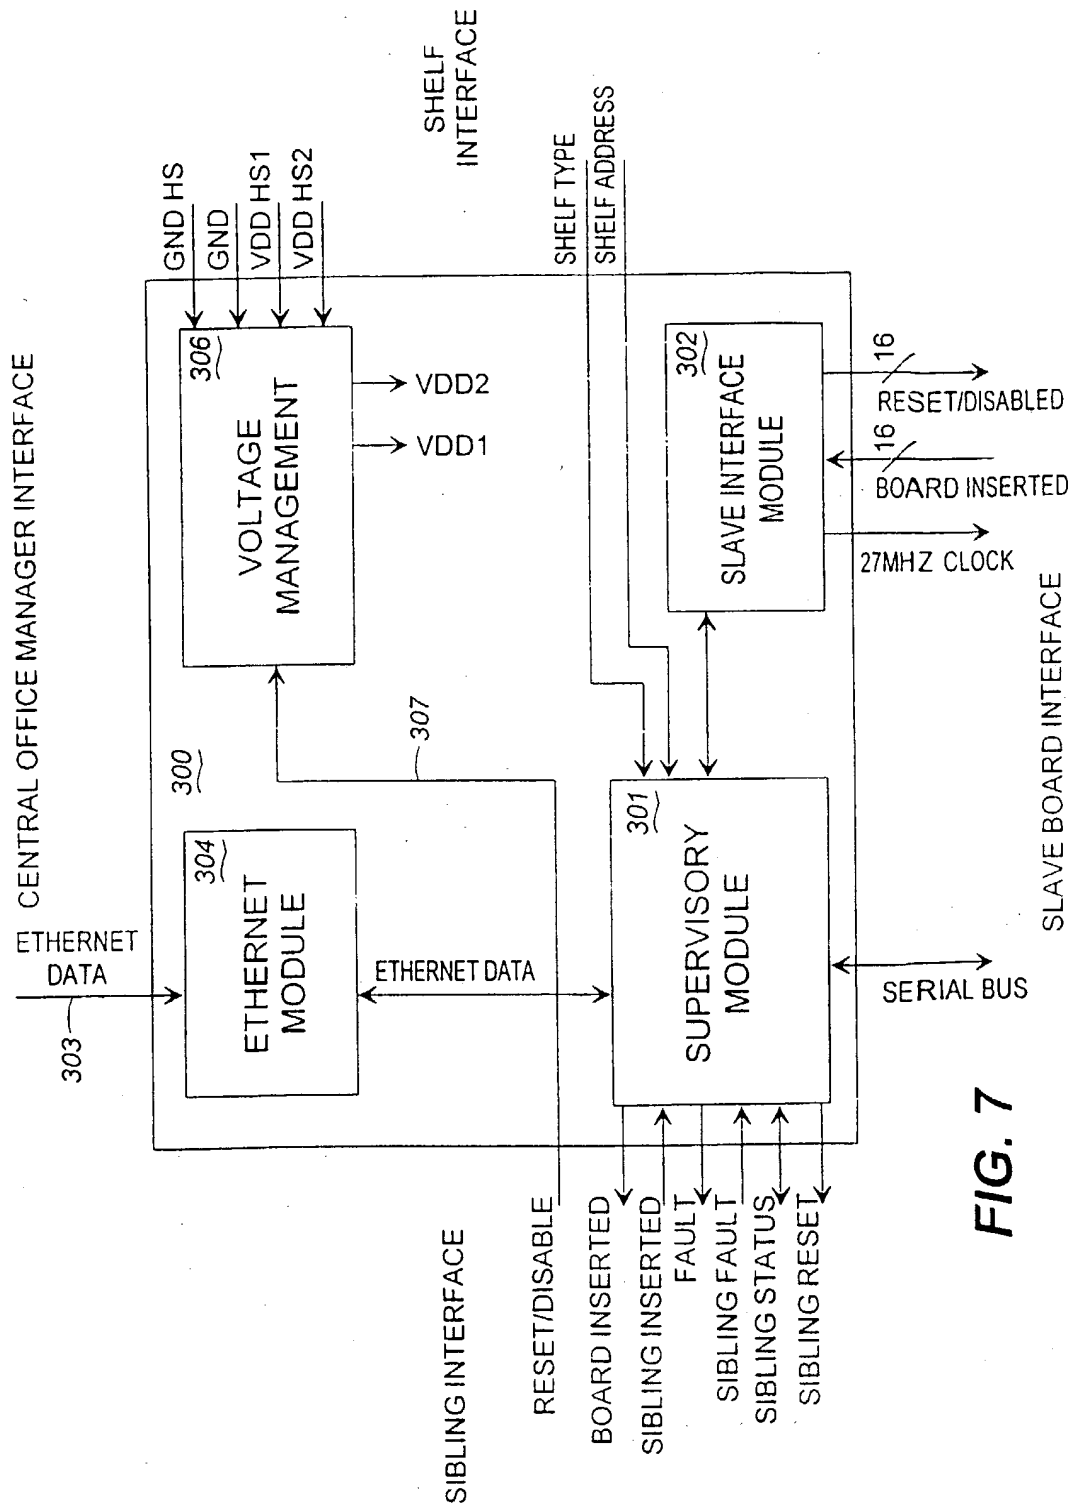 CENTRAL OFFICE MANAGER INTERFACE
ETHERNET
DATA
303
300
304
ETHERNET
MODULE
306
VOLTAGE
MANAGEMENT
GND HS
GND
VDD HS1
VDD HS2
VDD2
VDD1
307
ETHERNET DATA
SHELF
INTERFACE
SHELF TYPE
SHELF ADDRESS
SIBLING INTERFACE
RESET/DISABLE
BOARD INSERTED
SIBLING INSERTED
FAULT
SIBLING FAULT
SIBLING STATUS
SIBLING RESET
301
SUPERVISORY
MODULE
302
SLAVE INTERFACE
MODULE
16
RESET/DISABLED
16
BOARD INSERTED
27MHZ CLOCK
SERIAL BUS
SLAVE BOARD INTERFACE
FIG. 7